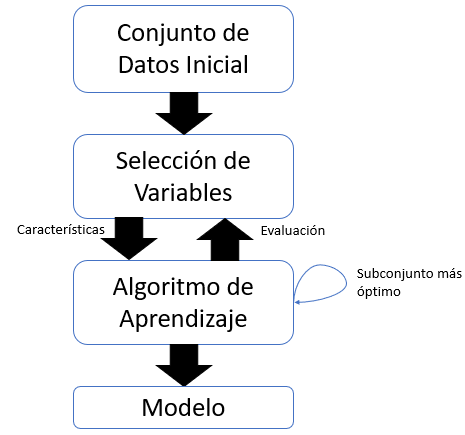 Conjunto de
Datos Inicial
Selección de
Variables
Características
Evaluación
Algoritmo de
Aprendizaje
Subconjunto más
óptimo
Modelo